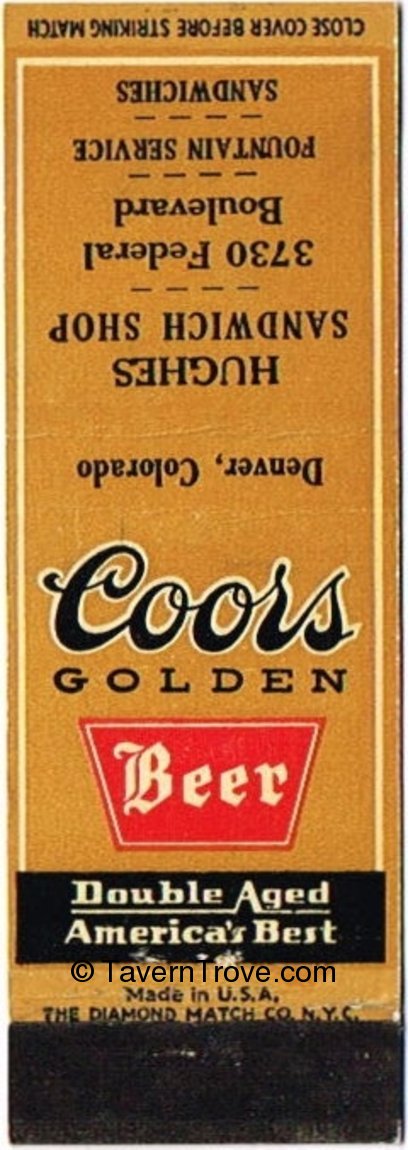 CLOSE COVER BEFORE STRIKING MATCH
SANDWICHES
FOUNTAIN SERVICE
3730 Federal
Boulevard
HUGHES
SANDWICH SHOP
Denver, Colorado
Coors
GOLDEN
Beer
Double Aged
America's Best
© TavernTrove.com
Made in U.S.A.
THE DIAMOND MATCH CO. N.Y.C.